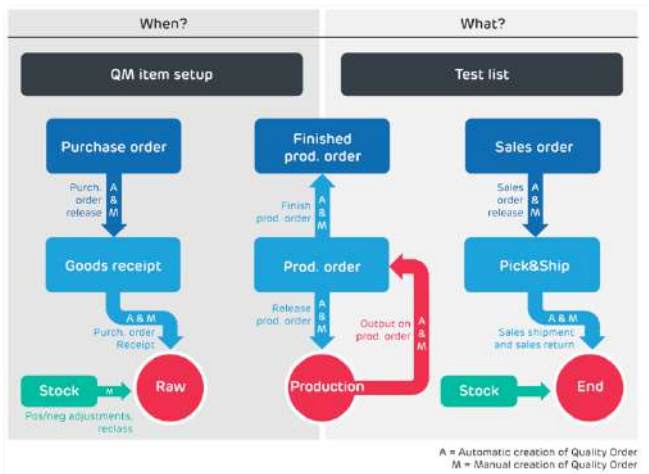 When?
What?
QM item setup
Test list
Purchase order
Finished
prod. order
Sales order
Purch.
order
release
A
&
M
Finish
prod. order
A
&
M
Sales
order
release
A
&
M
Goods receipt
Prod. order
Pick&Ship
A & M
Purch. order
Receipt
Release
prod. order
A
&
M
Output on
prod. order
A
&
M
A & M
Sales shipment
and sales return
Stock
M
Raw
Production
Stock
End
Pos/neg adjustments,
reclass
A = Automatic creation of Quality Order
M = Manual creation of Quality Order